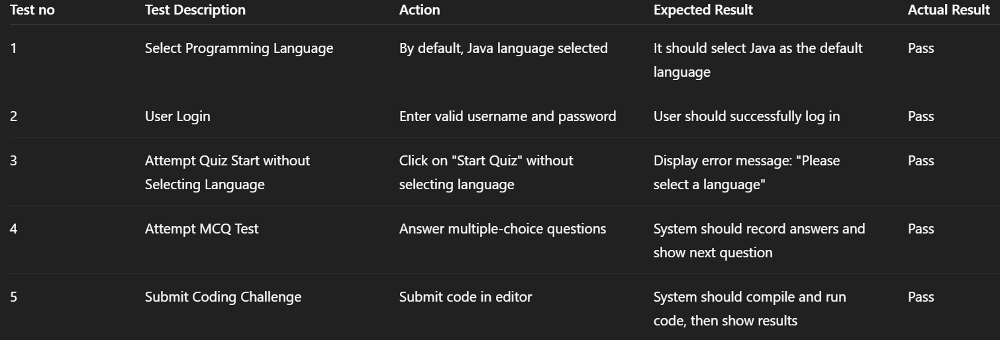 Test no Test Description Action Expected Result Actual Result
1 Select Programming Language By default, Java language selected It should select Java as the default Pass
language
2 User Login Enter valid username and password User should successfully log in Pass
3 Attempt Quiz Start without Click on "Start Quiz" without Display error message: "Please Pass
Selecting Language selecting language select a language"
4 Attempt MCQ Test Answer multiple-choice questions System should record answers and Pass
show next question
5 Submit Coding Challenge Submit code in editor System should compile and run Pass
code, then show results